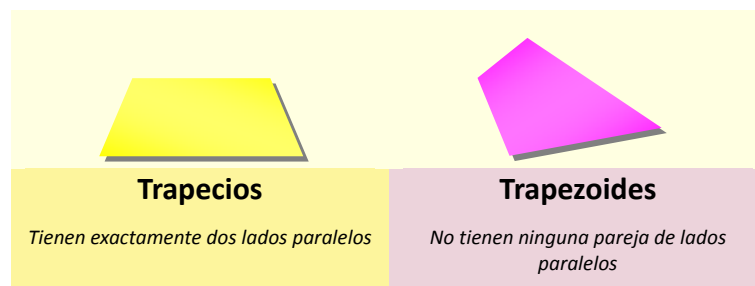 Trapecios
Tienen exactamente dos lados paralelos
Trapezoides
No tienen ninguna pareja de lados
paralelos